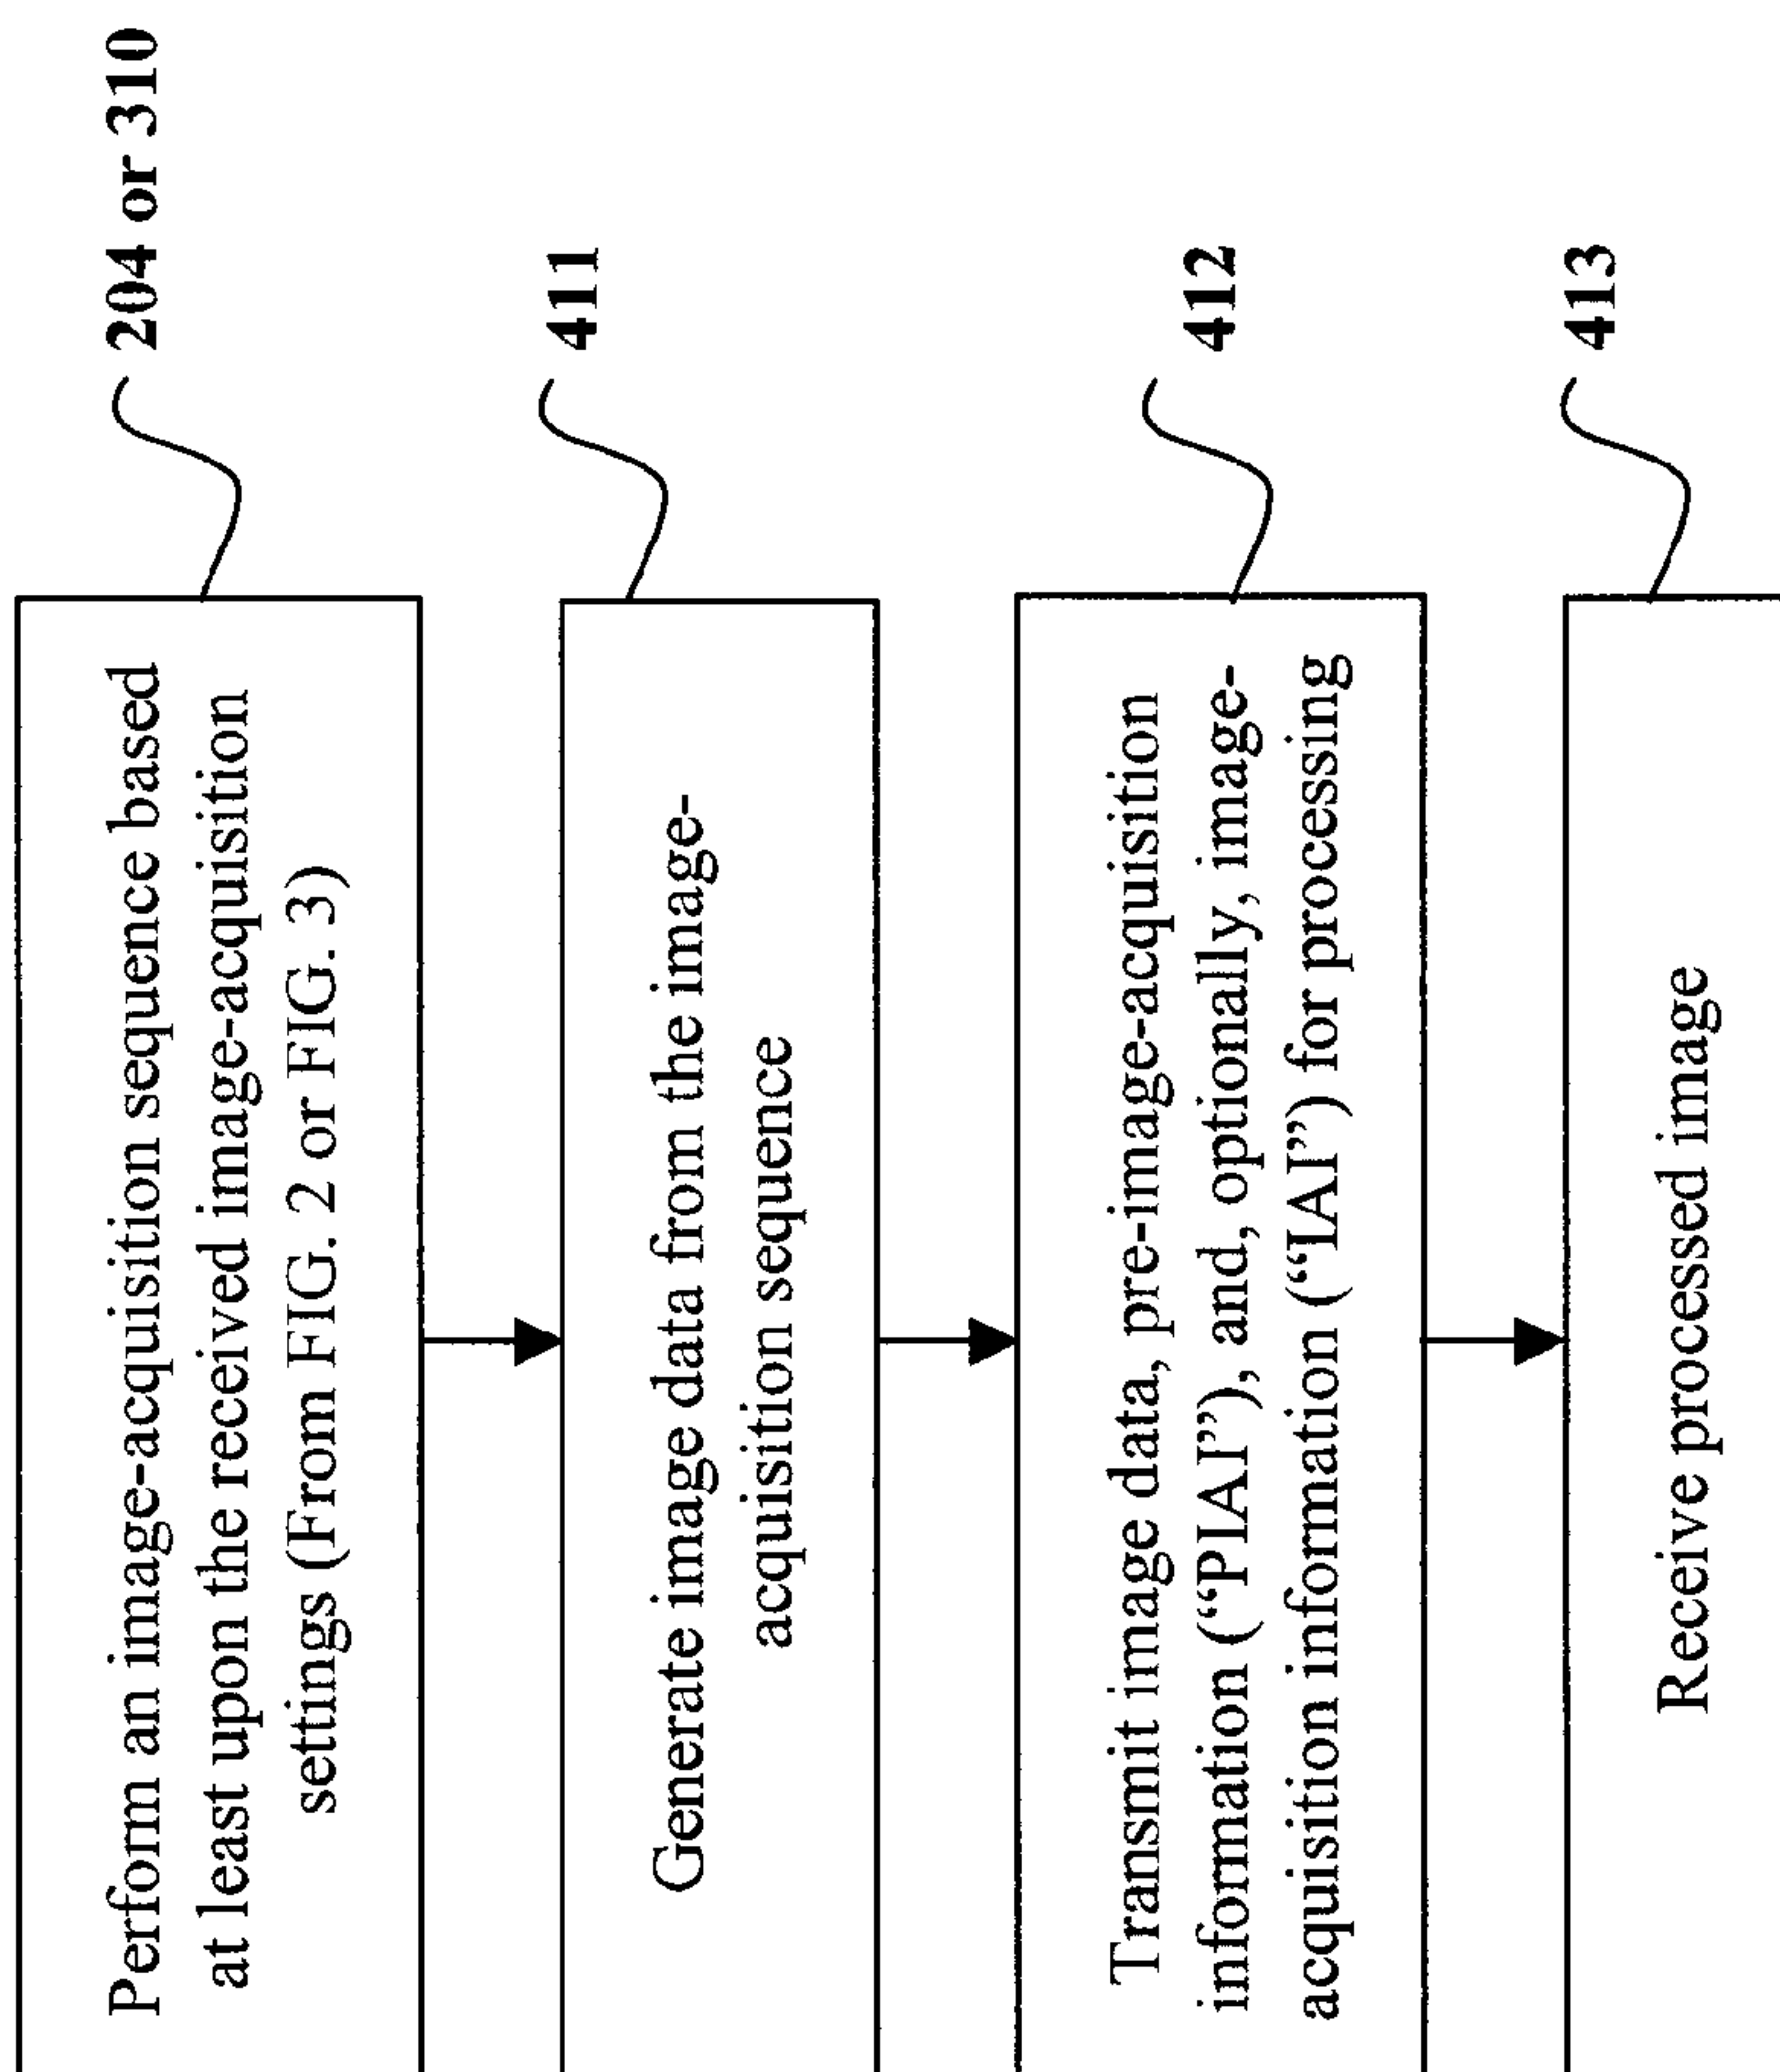 Perform an image-acquisition sequence based
at least upon the received image-acquisition
settings (From FIG. 2 or FIG. 3)
204 or 310
Generate image data from the image-
acquisition sequence
411
Transmit image data, pre-image-acquisition
information (“PIAI”), and, optionally, image-
acquisition information (“IAI”) for processing
412
Receive processed image
413